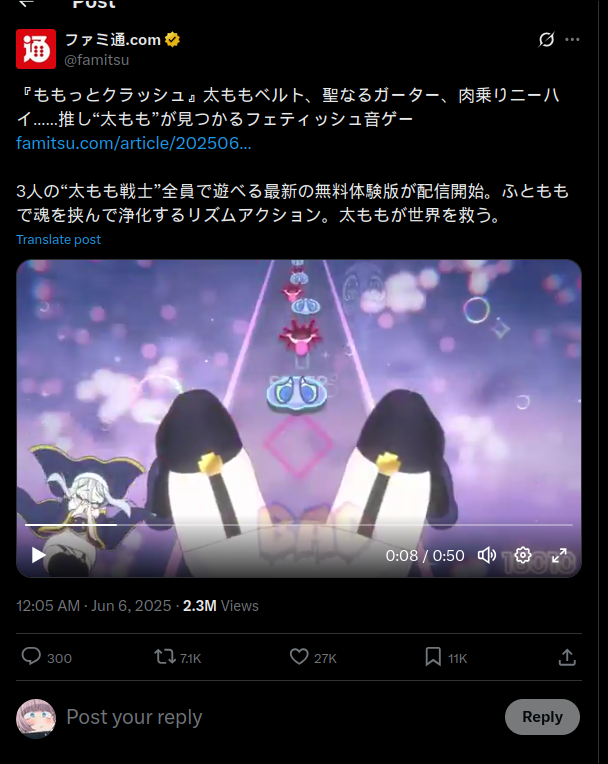 Post
通
ファミ通.com
@famitsu
『ももっとクラッシュ』太ももベルト、聖なるガーター、肉乗りニーハ
イ……推し“太もも”が見つかるフェティッシュ音ゲー
famitsu.com/article/202506…
3人の“太もも戦士”全員で遊べる最新の無料体験版が配信開始。ふともも
で魂を挟んで浄化するリズムアクション。太ももが世界を救う。
Translate post
BAD
0:08 / 0:50
12:05 AM · Jun 6, 2025 · 2.3M Views
300 7.1K 27K 11K
Post your reply
Reply